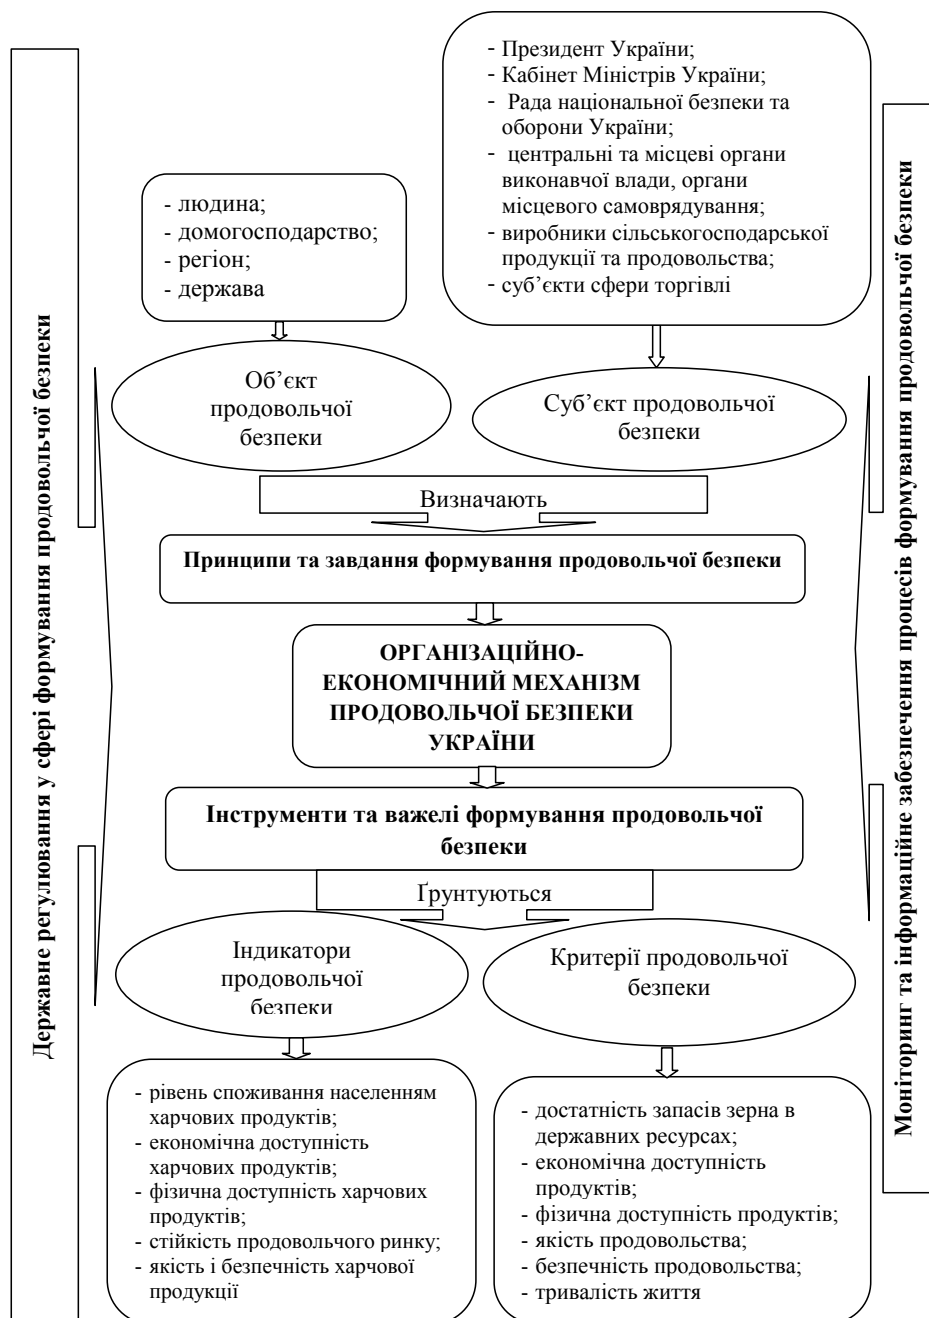 Державне регулювання у сфері формування продовольчої безпеки
- Президент України;
- Кабінет Міністрів України;
- Рада національної безпеки та
оборони України;
- центральні та місцеві органи
виконавчої влади, органи
місцевого самоврядування;
- виробники сільськогосподарської
продукції та продовольства;
- суб’єкти сфери торгівлі
- людина;
- домогосподарство;
- регіон;
- держава
Об’єкт
продовольчої
безпеки
Суб’єкт продовольчої
безпеки
Визначають
Принципи та завдання формування продовольчої безпеки
ОРГАНІЗАЦІЙНО-
ЕКОНОМІЧНИЙ МЕХАНІЗМ
ПРОДОВОЛЬЧОЇ БЕЗПЕКИ
УКРАЇНИ
Інструменти та важелі формування продовольчої
безпеки
Ґрунтуються
Індикатори
продовольчої
безпеки
Критерії продовольчої
безпеки
- рівень споживання населенням
харчових продуктів;
- економічна доступність
харчових продуктів;
- фізична доступність харчових
продуктів;
- стійкість продовольчого ринку;
- якість і безпечність харчової
продукції
- достатність запасів зерна в
державних ресурсах;
- економічна доступність
продуктів;
- фізична доступність продуктів;
- якість продовольства;
- безпечність продовольства;
- тривалість життя
Моніторинг та інформаційне забезпечення процесів формування продовольчої безпеки